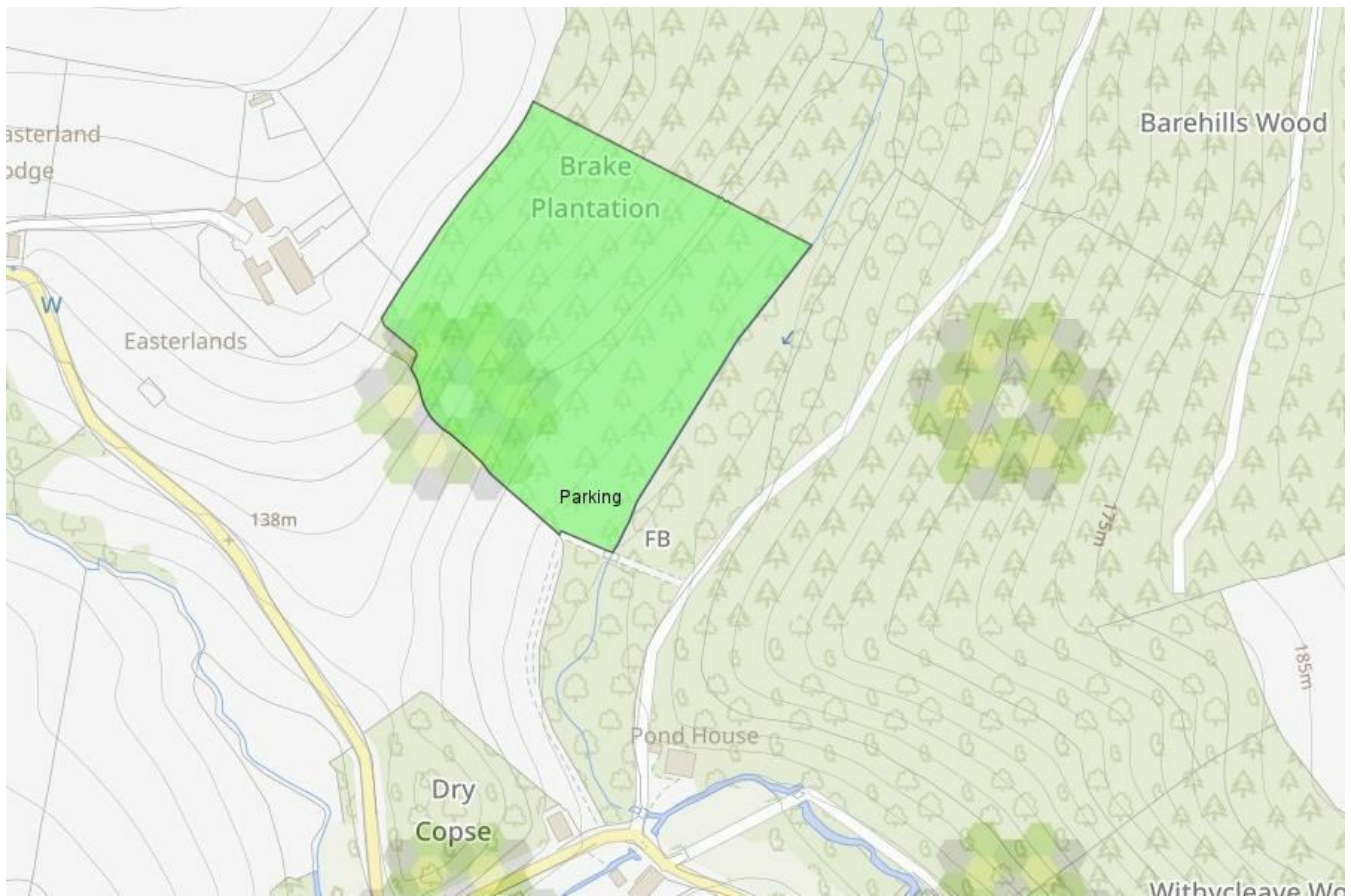 Barehills Wood
asterland
odge
Brake
Plantation
W
Easterlands
Parking
138m
FB
175m
185m
Pond House
Dry
Copse
Withycleave Wo